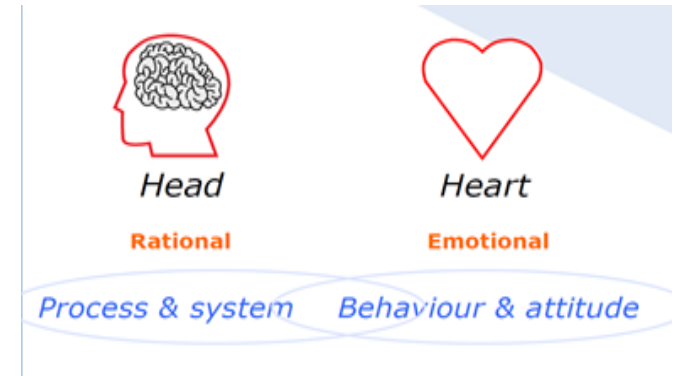 Head Heart
Rational Emotional
Process & system Behaviour & attitude